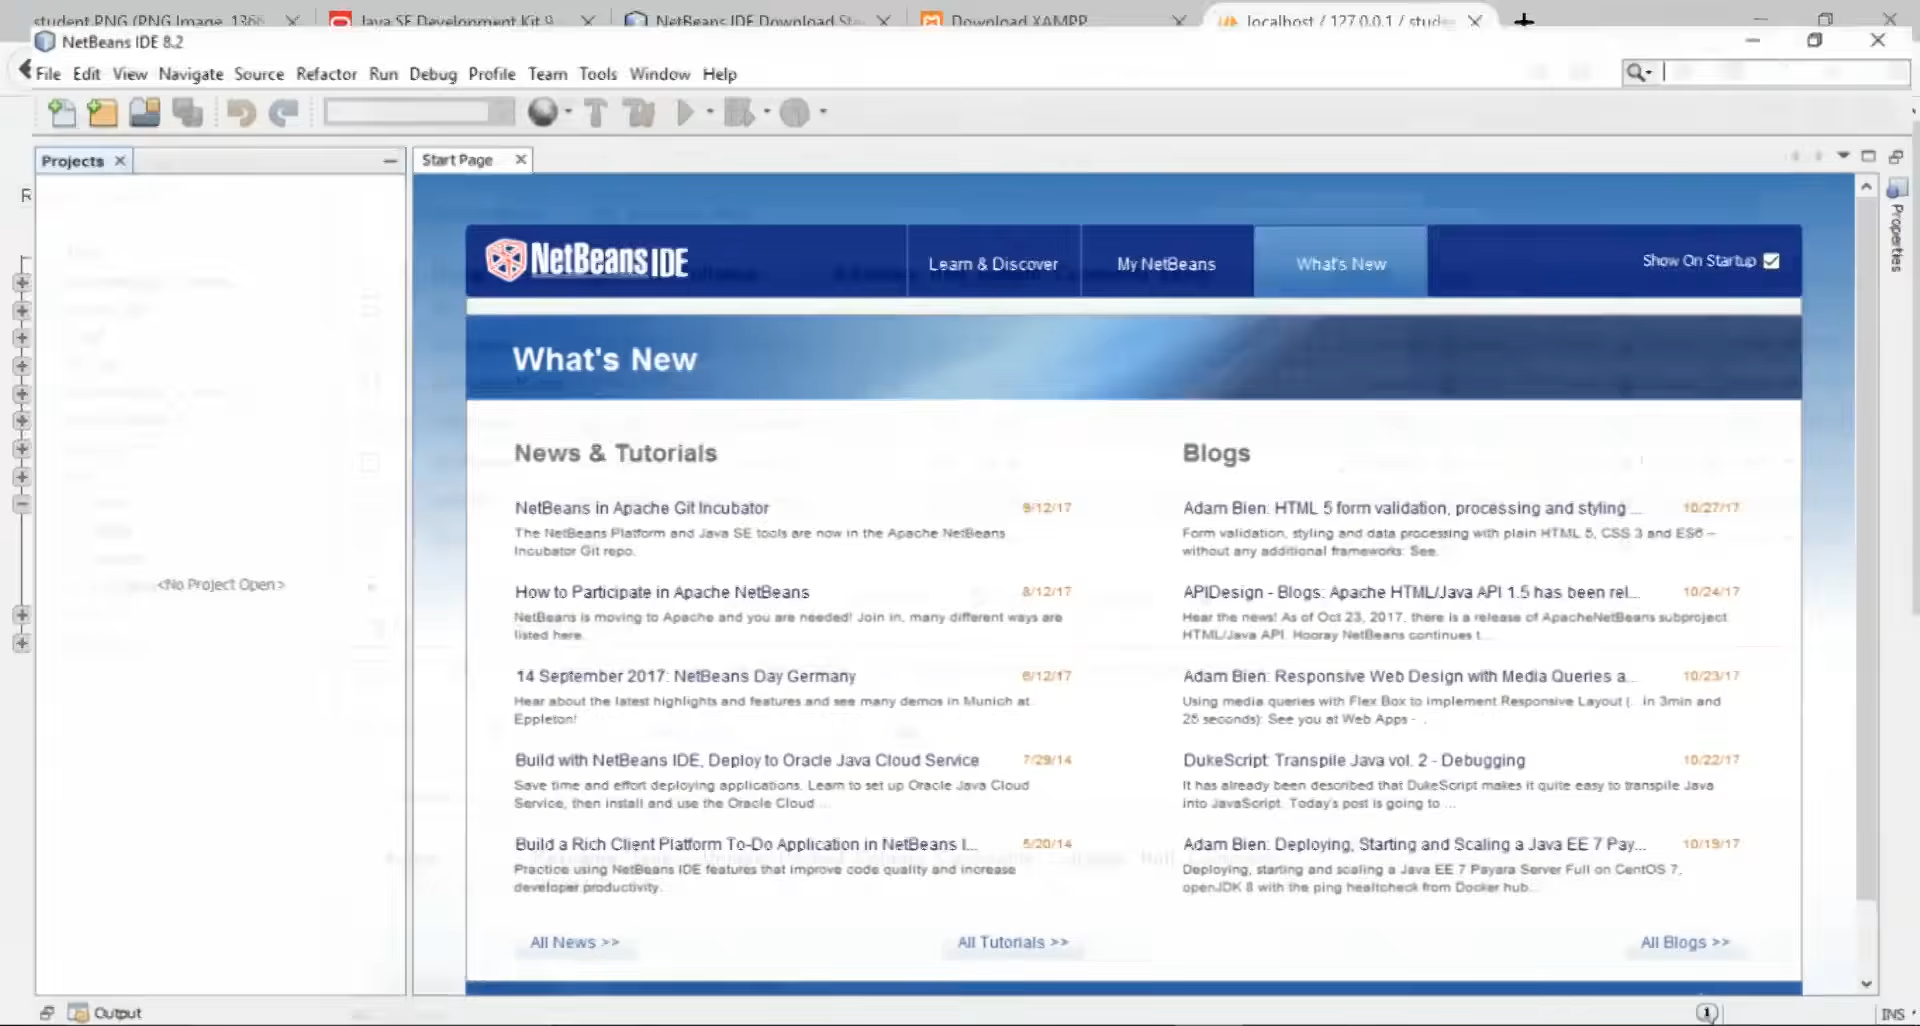 student.PNG (PNG Image, 1366
Java SE Development Kit 9
NetBeans IDE Download
Download XAMPP
localhost / 127.0.0.1 / stud
NetBeans IDE 8.2
File Edit View Navigate Source Refactor Run Debug Profile Team Tools Window Help
Projects
Start Page
R
Properties
NetBeans IDE
Learn & Discover
My NetBeans
What's New
Show On Startup
What's New
News & Tutorials
NetBeans in Apache Git Incubator 9/12/17
The NetBeans Platform and Java SE tools are now in the Apache NetBeans
Incubator Git repo.
How to Participate in Apache NetBeans 8/12/17
NetBeans is moving to Apache and you are needed! Join in, many different ways are
listed here.
14 September 2017: NetBeans Day Germany 6/12/17
Hear about the latest highlights and features and see many demos in Munich at
Eppleton!
Build with NetBeans IDE, Deploy to Oracle Java Cloud Service 7/29/14
Save time and effort deploying applications. Learn to set up Oracle Java Cloud
Service, then install and use the Oracle Cloud ...
Build a Rich Client Platform To-Do Application in NetBeans I... 5/20/14
Practice using NetBeans IDE features that improve code quality and increase
developer productivity.
All News >>
All Tutorials >>
Blogs
Adam Bien: HTML 5 form validation, processing and styling ... 10/27/17
Form validation, styling and data processing with plain HTML 5, CSS 3 and ES6 –
without any additional frameworks: See.
APIDesign - Blogs: Apache HTML/Java API 1.5 has been rel... 10/24/17
Hear the news! As of Oct 23, 2017, there is a release of ApacheNetBeans subproject
HTML/Java API. Hooray NetBeans continues t...
Adam Bien: Responsive Web Design with Media Queries a... 10/23/17
Using media queries with Flex Box to implement Responsive Layout (.. in 3min and
25 seconds): See you at Web Apps - ..
DukeScript: Transpile Java vol. 2 - Debugging 10/22/17
It has already been described that DukeScript makes it quite easy to transpile Java
into JavaScript. Today's post is going to ...
Adam Bien: Deploying, Starting and Scaling a Java EE 7 Pay... 10/19/17
Deploying, starting and scaling a Java EE 7 Payara Server Full on CentOS 7,
openJDK 8 with the ping healtcheck from Docker hub...
All Blogs >>
<No Project Open>
Output
1
INS